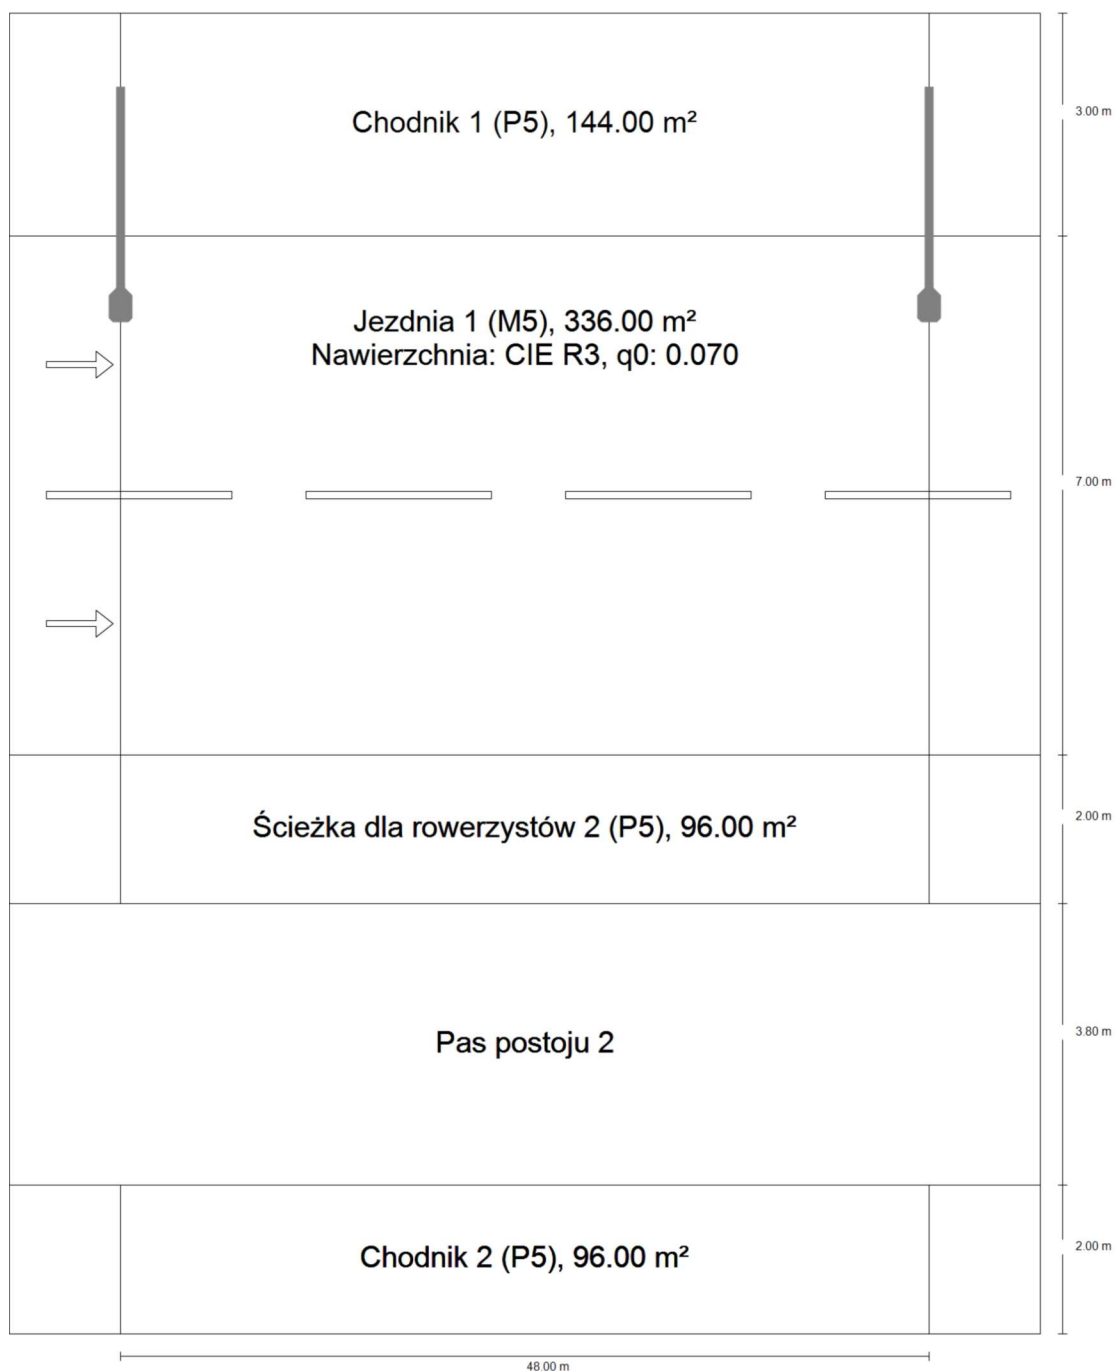 Chodnik 1 (P5), 144.00 m²
3.00 m
Jezdnia 1 (M5), 336.00 m²
Nawierzchnia: CIE R3, q0: 0.070
7.00 m
Ścieżka dla rowerzystów 2 (P5), 96.00 m²
2.00 m
Pas postoju 2
3.80 m
Chodnik 2 (P5), 96.00 m²
2.00 m
48.00 m